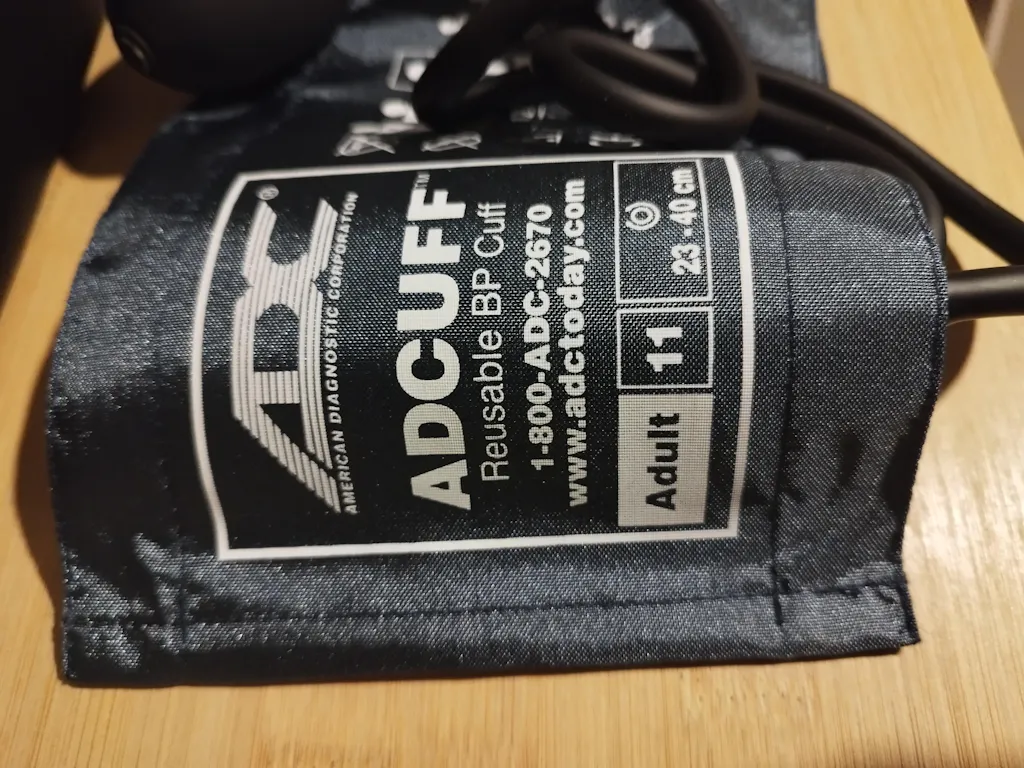 ADC®
AMERICAN DIAGNOSTIC CORPORATION
ADCUFF™
Reusable BP Cuff
1-800-ADC-2670
www.adctoday.com
Adult 11 23 - 40 cm